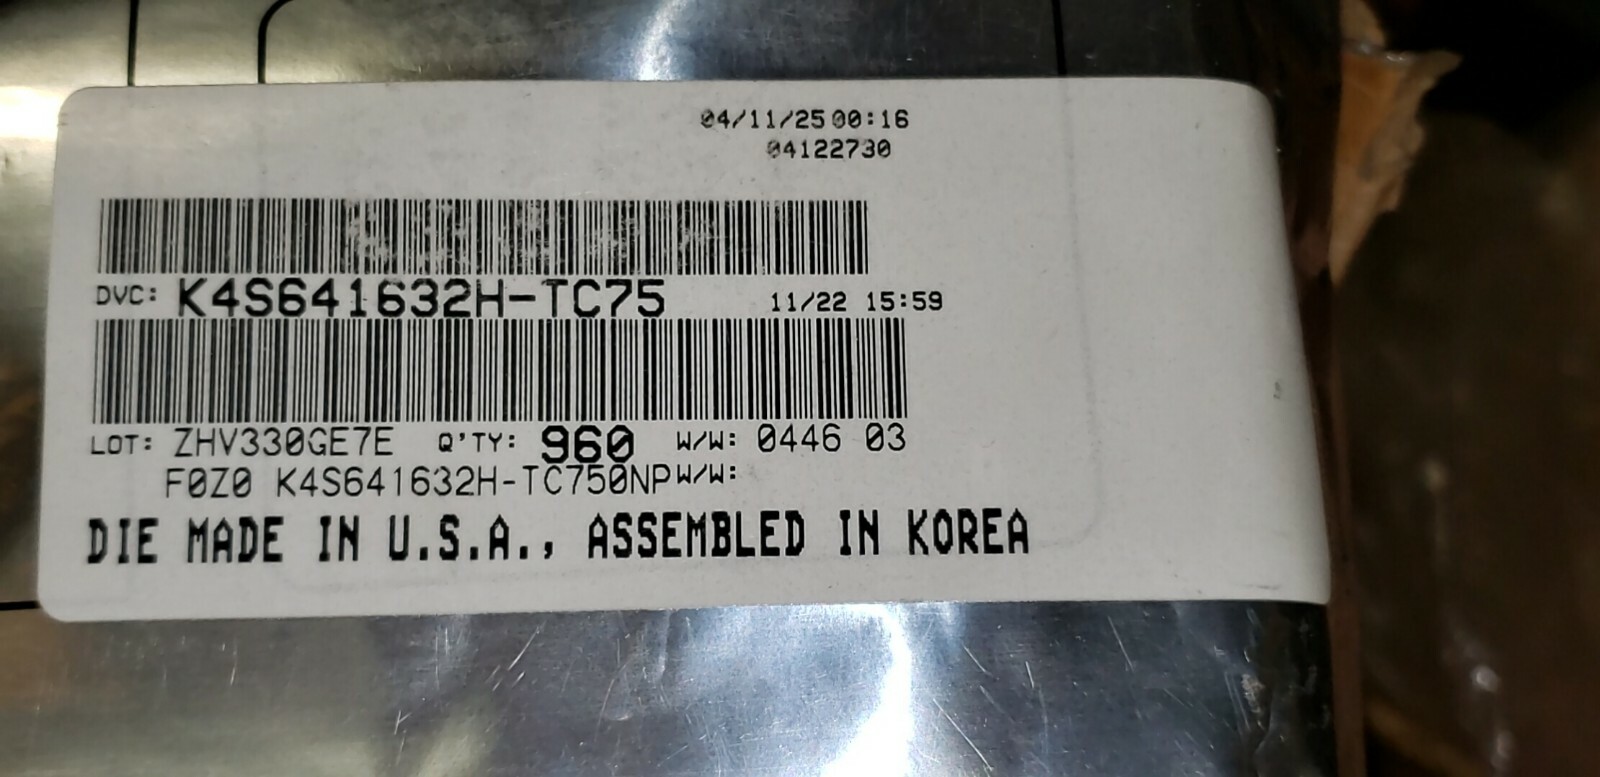 04/11/25 00:16
04122730
DVC: K4S641632H-TC75 11/22 15:59
LOT: ZHV330GE7E Q'TY: 960 W/W: 0446 03
F0Z0 K4S641632H-TC750NP W/W:
DIE MADE IN U.S.A., ASSEMBLED IN KOREA